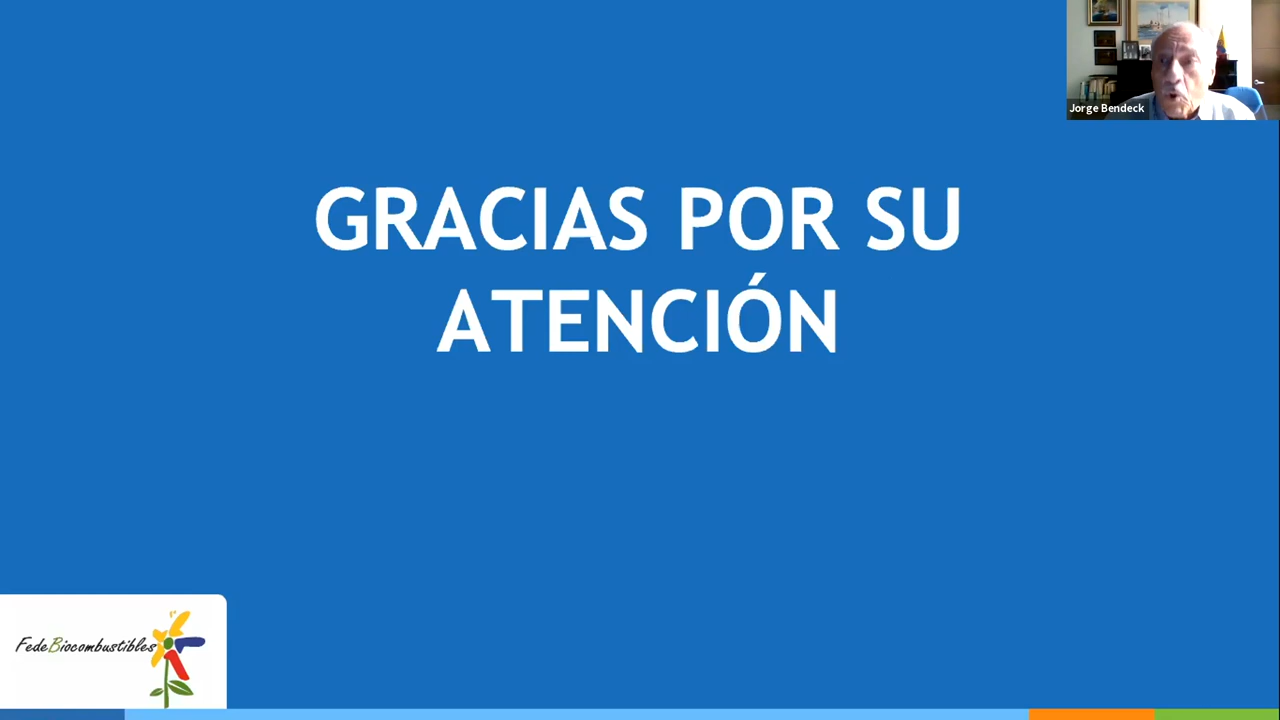 Jorge Bendeck
GRACIAS POR SU
ATENCIÓN
FedeBiocombustibles